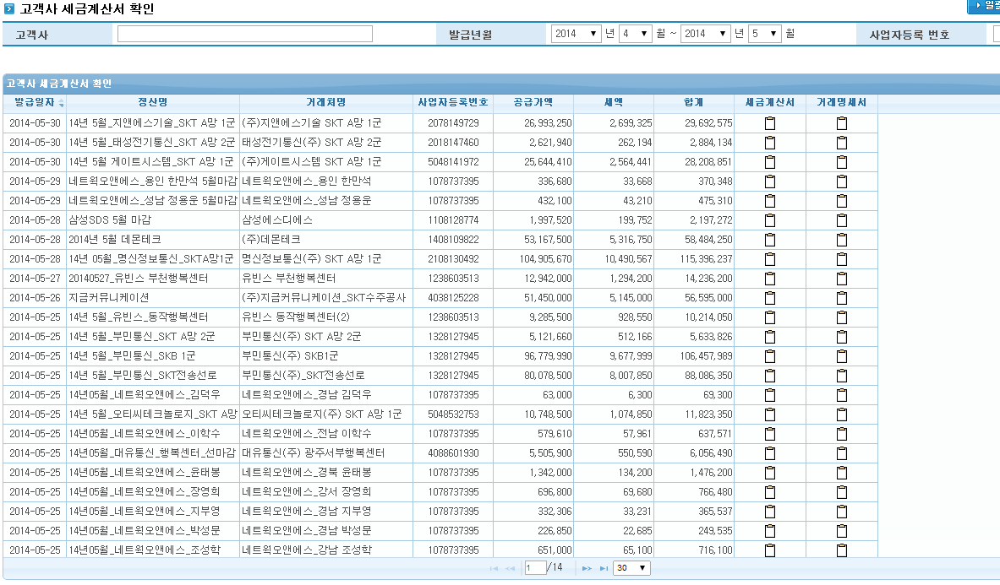 고객사 세금계산서 확인
고객사 발급년월 2014 년 4 월 ~ 2014 년 5 월 사업자등록 번호
고객사 세금계산서 확인
발급일자 정산명 거래처명 사업자등록번호 공급가액 세액 합계 세금계산서 거래명세서
2014-05-30 14년 5월_지앤에스기술_SKT A망 1군 (주)지앤에스기술 SKT A망 1군 2078149729 26,993,250 2,699,325 29,692,575
2014-05-30 14년 5월_태성전기통신_SKT A망 2군 태성전기통신(주) SKT A망 2군 2018147460 2,621,940 262,194 2,884,134
2014-05-30 14년 5월 게이트시스템_SKT A망 1군 (주)게이트시스템 SKT A망 1군 5048141972 25,644,410 2,564,441 28,208,851
2014-05-29 네트웍오앤에스_용인 한만석 5월마감 네트웍오앤에스_용인 한만석 1078737395 336,680 33,668 370,348
2014-05-29 네트웍오앤에스_성남 정용운 5월마감 네트웍오앤에스_성남 정용운 1078737395 432,100 43,210 475,310
2014-05-28 삼성SDS 5월 마감 삼성에스디에스 1108128774 1,997,520 199,752 2,197,272
2014-05-28 2014년 5월 데몬테크 (주)데몬테크 1408109822 53,167,500 5,316,750 58,484,250
2014-05-28 14년 05월_명신정보통신_SKTA망1군 명신정보통신(주) SKT A망 1군 2108130492 104,905,670 10,490,567 115,396,237
2014-05-27 20140527_유빈스 부천행복센터 유빈스 부천행복센터 1238603513 12,942,000 1,294,200 14,236,200
2014-05-26 지금커뮤니케이션 (주)지금커뮤니케이션_SKT수주공사 4038125228 51,450,000 5,145,000 56,595,000
2014-05-25 14년 5월_유빈스_동작행복센터 유빈스 동작행복센터(2) 1238603513 9,285,500 928,550 10,214,050
2014-05-25 14년 5월_부민통신_SKT A망 2군 부민통신(주) SKT A망 2군 1328127945 5,121,660 512,166 5,633,826
2014-05-25 14년 5월_부민통신_SKB 1군 부민통신(주) SKB1군 1328127945 96,779,990 9,677,999 106,457,989
2014-05-25 14년 5월_부민통신_SKT전송선로 부민통신(주)_SKT전송선로 1328127945 80,078,500 8,007,850 88,086,350
2014-05-25 14년05월_네트웍오앤에스_김덕우 네트웍오앤에스_경남 김덕우 1078737395 63,000 6,300 69,300
2014-05-25 14년 5월_오티씨테크놀로지_SKT A망 오티씨테크놀로지(주) SKT A망 1군 5048532753 10,748,500 1,074,850 11,823,350
2014-05-25 14년05월_네트웍오앤에스_이학수 네트웍오앤에스_전남 이학수 1078737395 579,610 57,961 637,571
2014-05-25 14년05월_대유통신_행복센터_선마감 대유통신(주) 광주서부행복센터 4088601930 5,505,900 550,590 6,056,490
2014-05-25 14년05월_네트웍오앤에스_윤태봉 네트웍오앤에스_경북 윤태봉 1078737395 1,342,000 134,200 1,476,200
2014-05-25 14년05월_네트웍오앤에스_장영희 네트웍오앤에스_강서 장영희 1078737395 696,800 69,680 766,480
2014-05-25 14년05월_네트웍오앤에스_지부영 네트웍오앤에스_경남 지부영 1078737395 332,306 33,231 365,537
2014-05-25 14년05월_네트웍오앤에스_박성문 네트웍오앤에스_경남 박성문 1078737395 226,850 22,685 249,535
2014-05-25 14년05월_네트웍오앤에스_조성학 네트웍오앤에스_강남 조성학 1078737395 651,000 65,100 716,100
1 /14 30